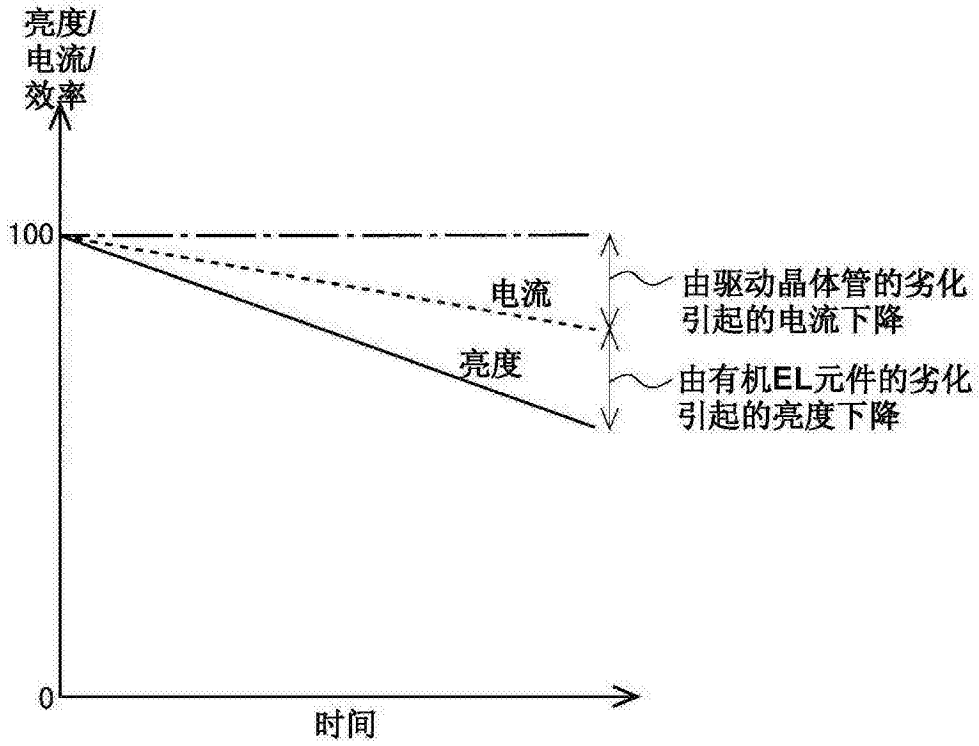 亮度/
电流/
效率
100
电流
由驱动晶体管的劣化
引起的电流下降
亮度
由有机EL元件的劣化
引起的亮度下降
0
时间